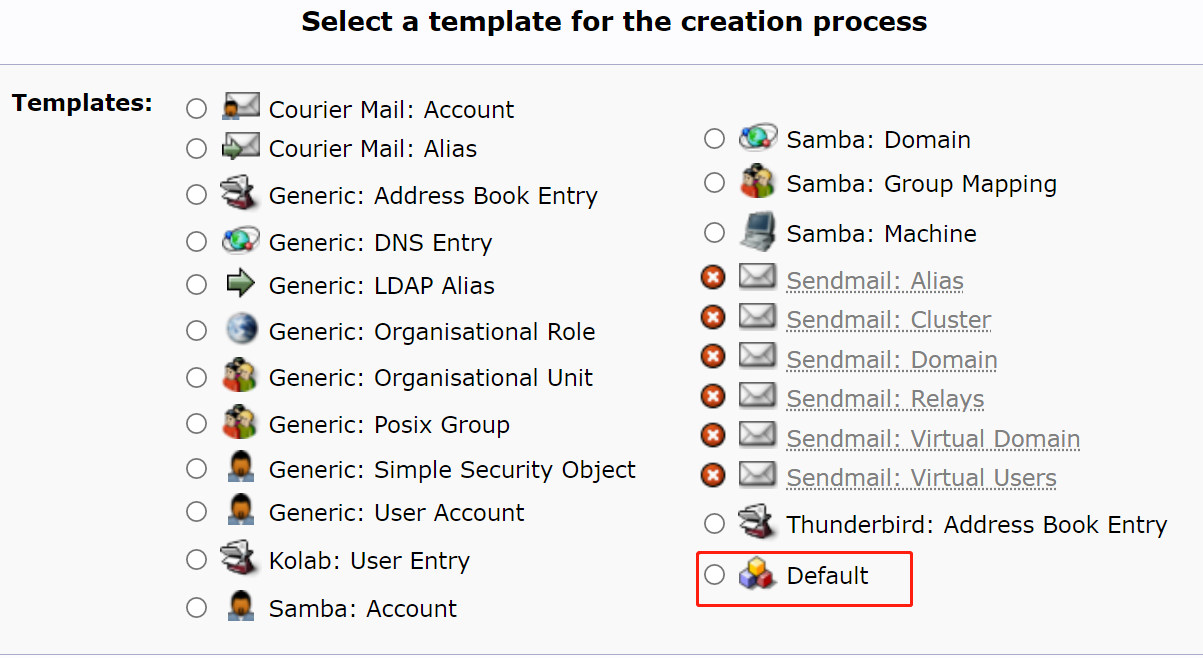 Select a template for the creation process
Templates:
Courier Mail: Account
Courier Mail: Alias
Generic: Address Book Entry
Generic: DNS Entry
Generic: LDAP Alias
Generic: Organisational Role
Generic: Organisational Unit
Generic: Posix Group
Generic: Simple Security Object
Generic: User Account
Kolab: User Entry
Samba: Account
Samba: Domain
Samba: Group Mapping
Samba: Machine
Sendmail: Alias
Sendmail: Cluster
Sendmail: Domain
Sendmail: Relays
Sendmail: Virtual Domain
Sendmail: Virtual Users
Thunderbird: Address Book Entry
Default